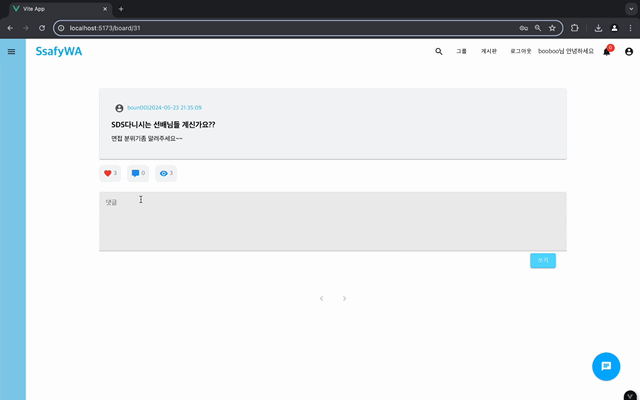 Vite App
localhost:5173/board/31
SsafyWA
그룹
게시판
로그아웃
booboo님 안녕하세요
0
2024-05-23 21:35:09
SDS다니시는 선배님들 계신가요??
면접 분위기좀 알려주세요~~
3
0
3
댓글
쓰기